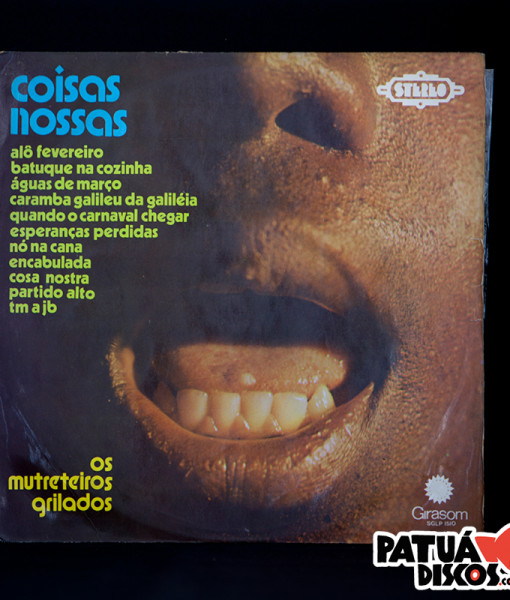 coisas
nossas
STEREO
alô fevereiro
batuque na cozinha
águas de março
caramba galileu da galiléia
quando o carnaval chegar
esperanças perdidas
nó na cana
encabulada
cosa nostra
partido alto
tm a jb
os
mutreteiros
grilados
Girasom
SGLP 1510
PATUÁ
DISCOS.co